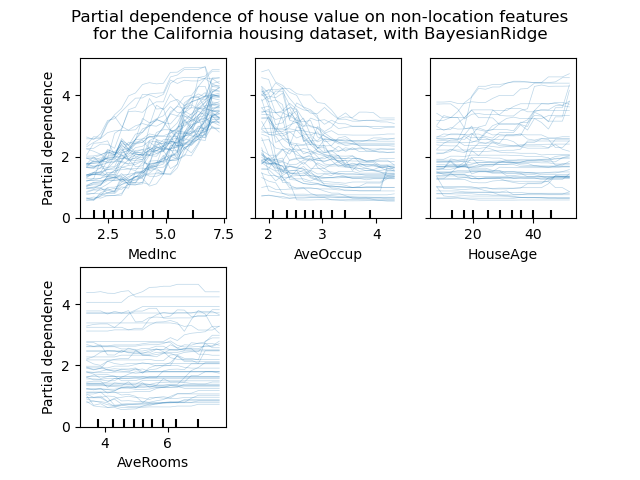 Partial dependence of house value on non-location features
for the California housing dataset, with BayesianRidge
Partial dependence
4
2
0
2.5
5.0
7.5
MedInc
2
3
4
AveOccup
20
40
HouseAge
Partial dependence
4
2
0
4
6
AveRooms